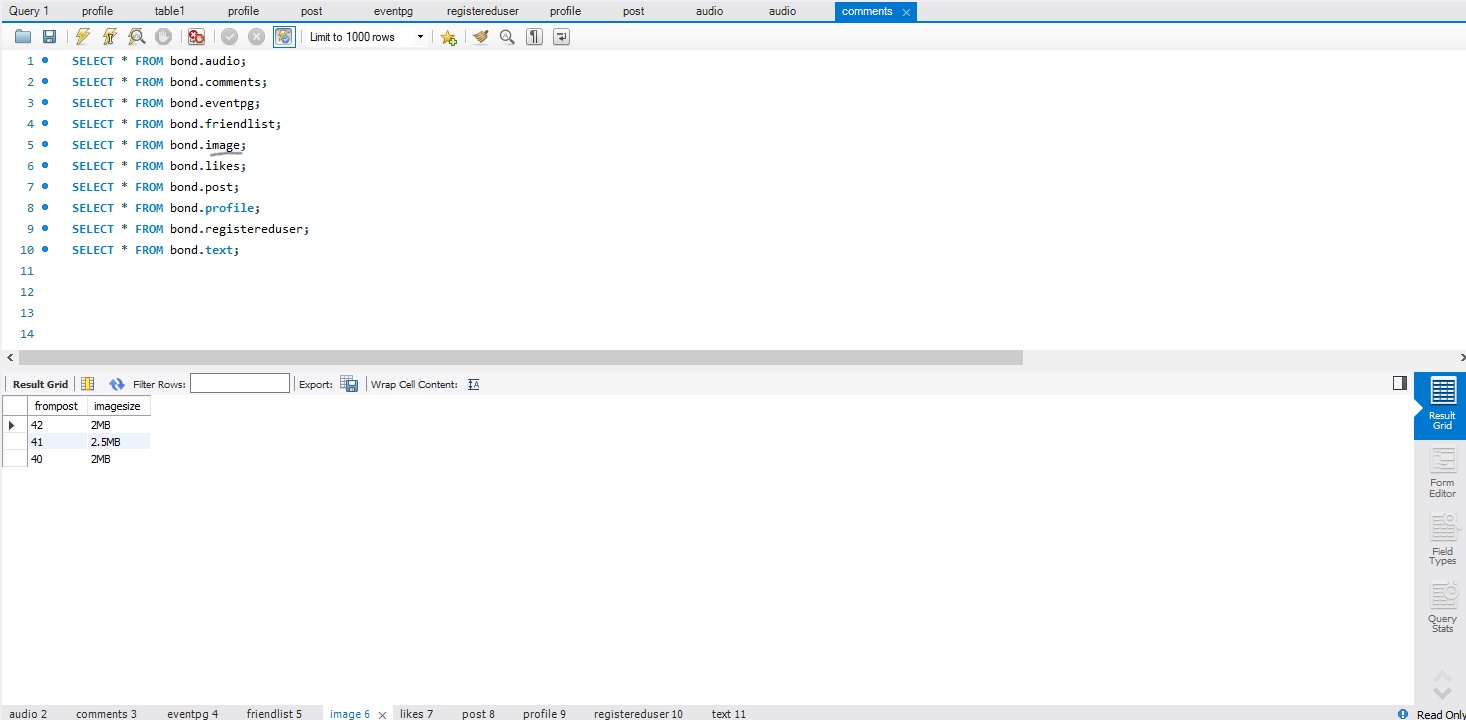 Query 1 profile table1 profile post eventpg registereduser profile post audio audio comments
Limit to 1000 rows
1 SELECT * FROM bond.audio;
2 SELECT * FROM bond.comments;
3 SELECT * FROM bond.eventpg;
4 SELECT * FROM bond.friendlist;
5 SELECT * FROM bond.image;
6 SELECT * FROM bond.likes;
7 SELECT * FROM bond.post;
8 SELECT * FROM bond.profile;
9 SELECT * FROM bond.registereduser;
10 SELECT * FROM bond.text;
11
12
13
14
Result Grid Filter Rows: Export: Wrap Cell Content:
frompost imagesize
42 2MB
41 2.5MB
40 2MB
Result
Grid
Form
Editor
Field
Types
Query
Stats
audio 2 comments 3 eventpg 4 friendlist 5 image 6 likes 7 post 8 profile 9 registereduser 10 text 11 Read Only